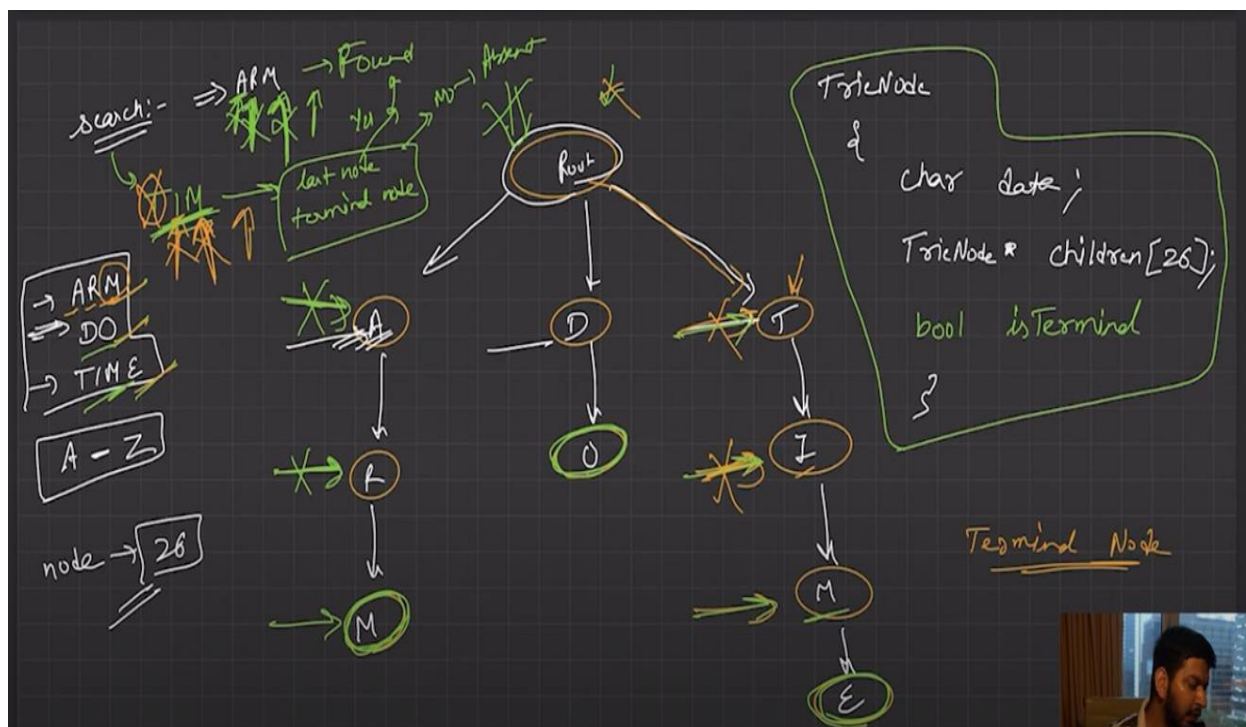 search:- ⇒ ARM → Found
Yes
No → Absent
TIM → last node
terminal node
→ ARM
⇒ DO
→ TIME
A - Z
node → 26
Root
A
D
T
R
O
I
M
M
E
TrieNode
{
char data;
TrieNode* children[26];
bool isTerminal
}
Terminal Node